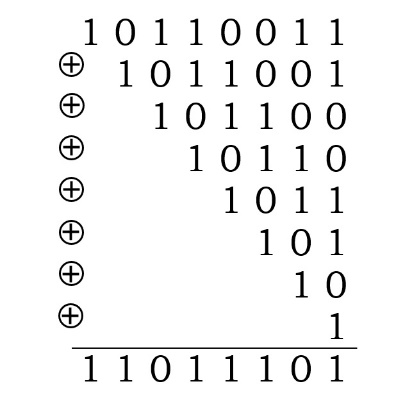 1 0 1 1 0 0 1 1
⊕ 1 0 1 1 0 0 1
⊕ 1 0 1 1 0 0
⊕ 1 0 1 1 0
⊕ 1 0 1 1
⊕ 1 0 1
⊕ 1 0
⊕ 1
1 1 0 1 1 1 0 1